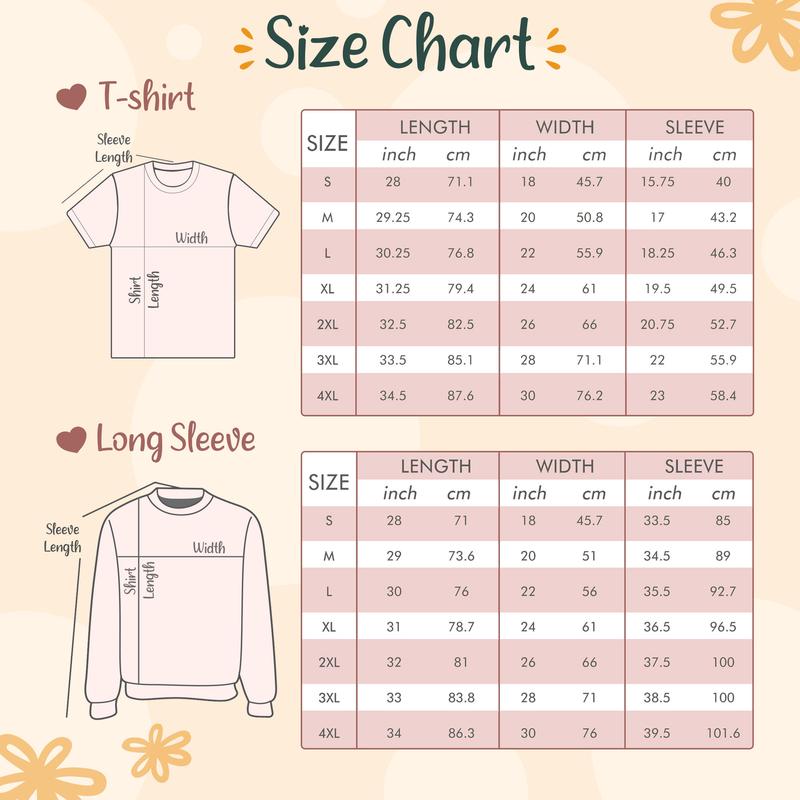 Size Chart
T-shirt
Sleeve
Length
Width
Shirt
Length
SIZE LENGTH WIDTH SLEEVE
inch cm inch cm inch cm
S 28 71.1 18 45.7 15.75 40
M 29.25 74.3 20 50.8 17 43.2
L 30.25 76.8 22 55.9 18.25 46.3
XL 31.25 79.4 24 61 19.5 49.5
2XL 32.5 82.5 26 66 20.75 52.7
3XL 33.5 85.1 28 71.1 22 55.9
4XL 34.5 87.6 30 76.2 23 58.4
Long Sleeve
Sleeve
Length
Width
Shirt
Length
SIZE LENGTH WIDTH SLEEVE
inch cm inch cm inch cm
S 28 71 18 45.7 33.5 85
M 29 73.6 20 51 34.5 89
L 30 76 22 56 35.5 92.7
XL 31 78.7 24 61 36.5 96.5
2XL 32 81 26 66 37.5 100
3XL 33 83.8 28 71 38.5 100
4XL 34 86.3 30 76 39.5 101.6